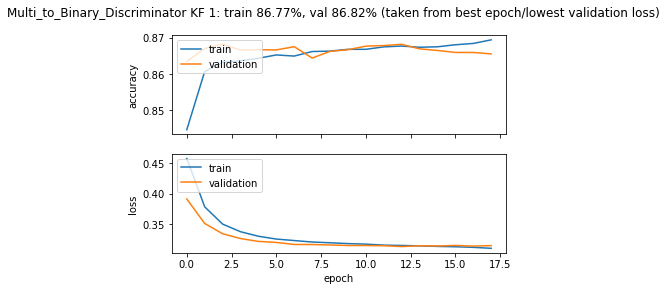 Multi_to_Binary_Discriminator KF 1: train 86.77%, val 86.82% (taken from best epoch/lowest validation loss)
0.87
0.86
0.85
accuracy
train
validation
0.45
0.40
0.35
loss
train
validation
0.0 2.5 5.0 7.5 10.0 12.5 15.0 17.5
epoch